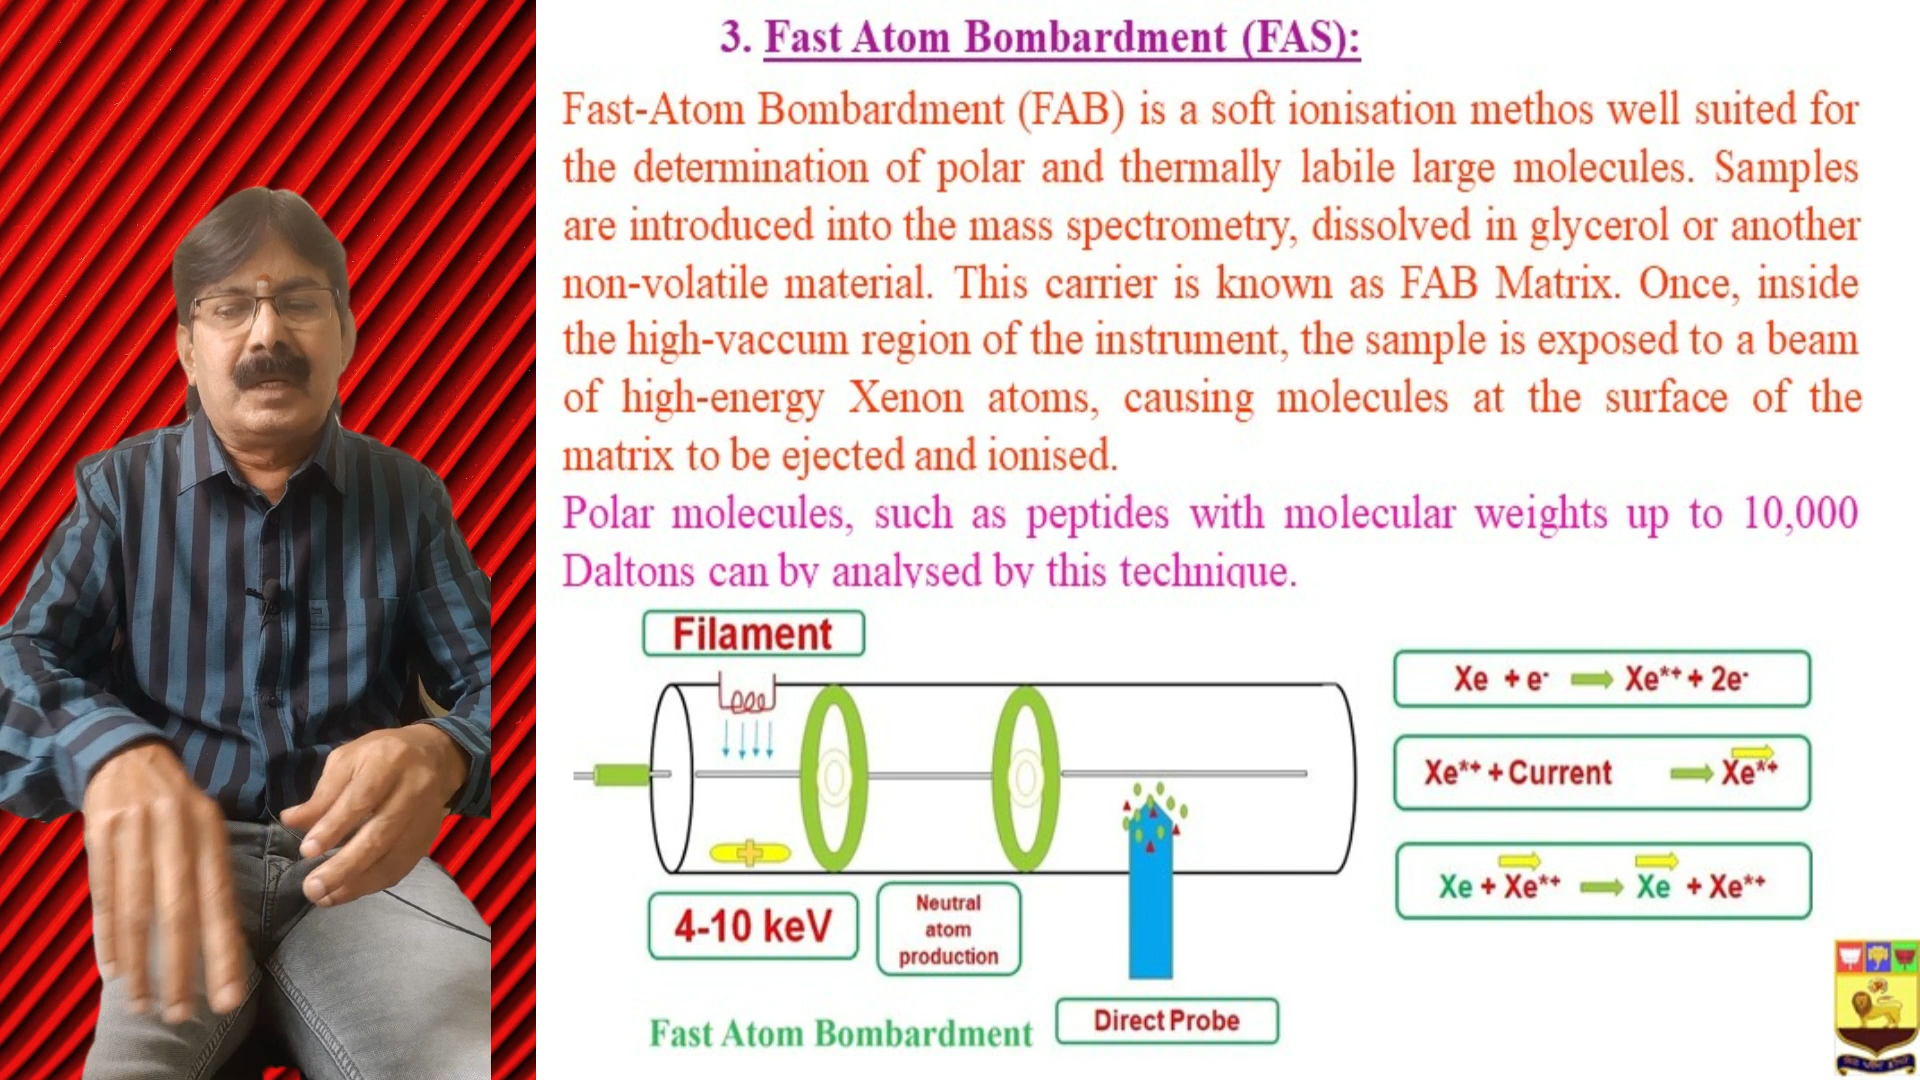 3. Fast Atom Bombardment (FAS):
Fast-Atom Bombardment (FAB) is a soft ionisation methos well suited for
the determination of polar and thermally labile large molecules. Samples
are introduced into the mass spectrometry, dissolved in glycerol or another
non-volatile material. This carrier is known as FAB Matrix. Once, inside
the high-vaccum region of the instrument, the sample is exposed to a beam
of high-energy Xenon atoms, causing molecules at the surface of the
matrix to be ejected and ionised.
Polar molecules, such as peptides with molecular weights up to 10,000
Daltons can by analysed by this technique.
Filament
Xe + e- → Xe*+ + 2e-
Xe*+ + Current → Xe*+
Xe + Xe*+ → Xe + Xe*+
4-10 keV
Neutral
atom
production
Direct Probe
Fast Atom Bombardment